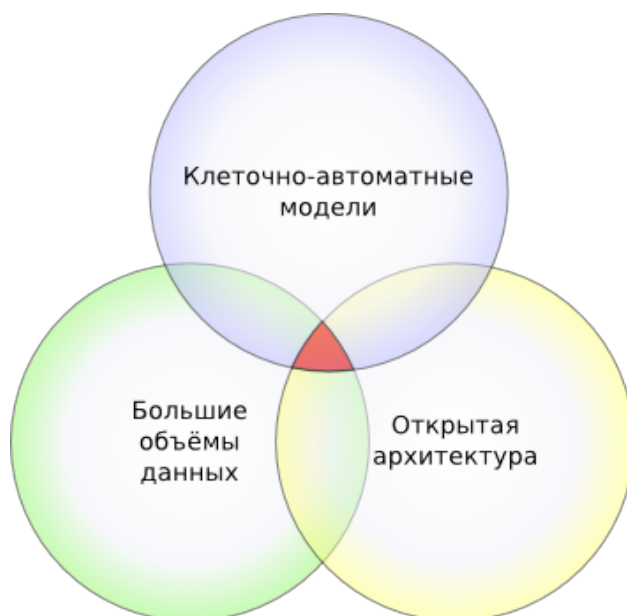 Клеточно-автоматные
модели
Большие
объёмы
данных
Открытая
архитектура